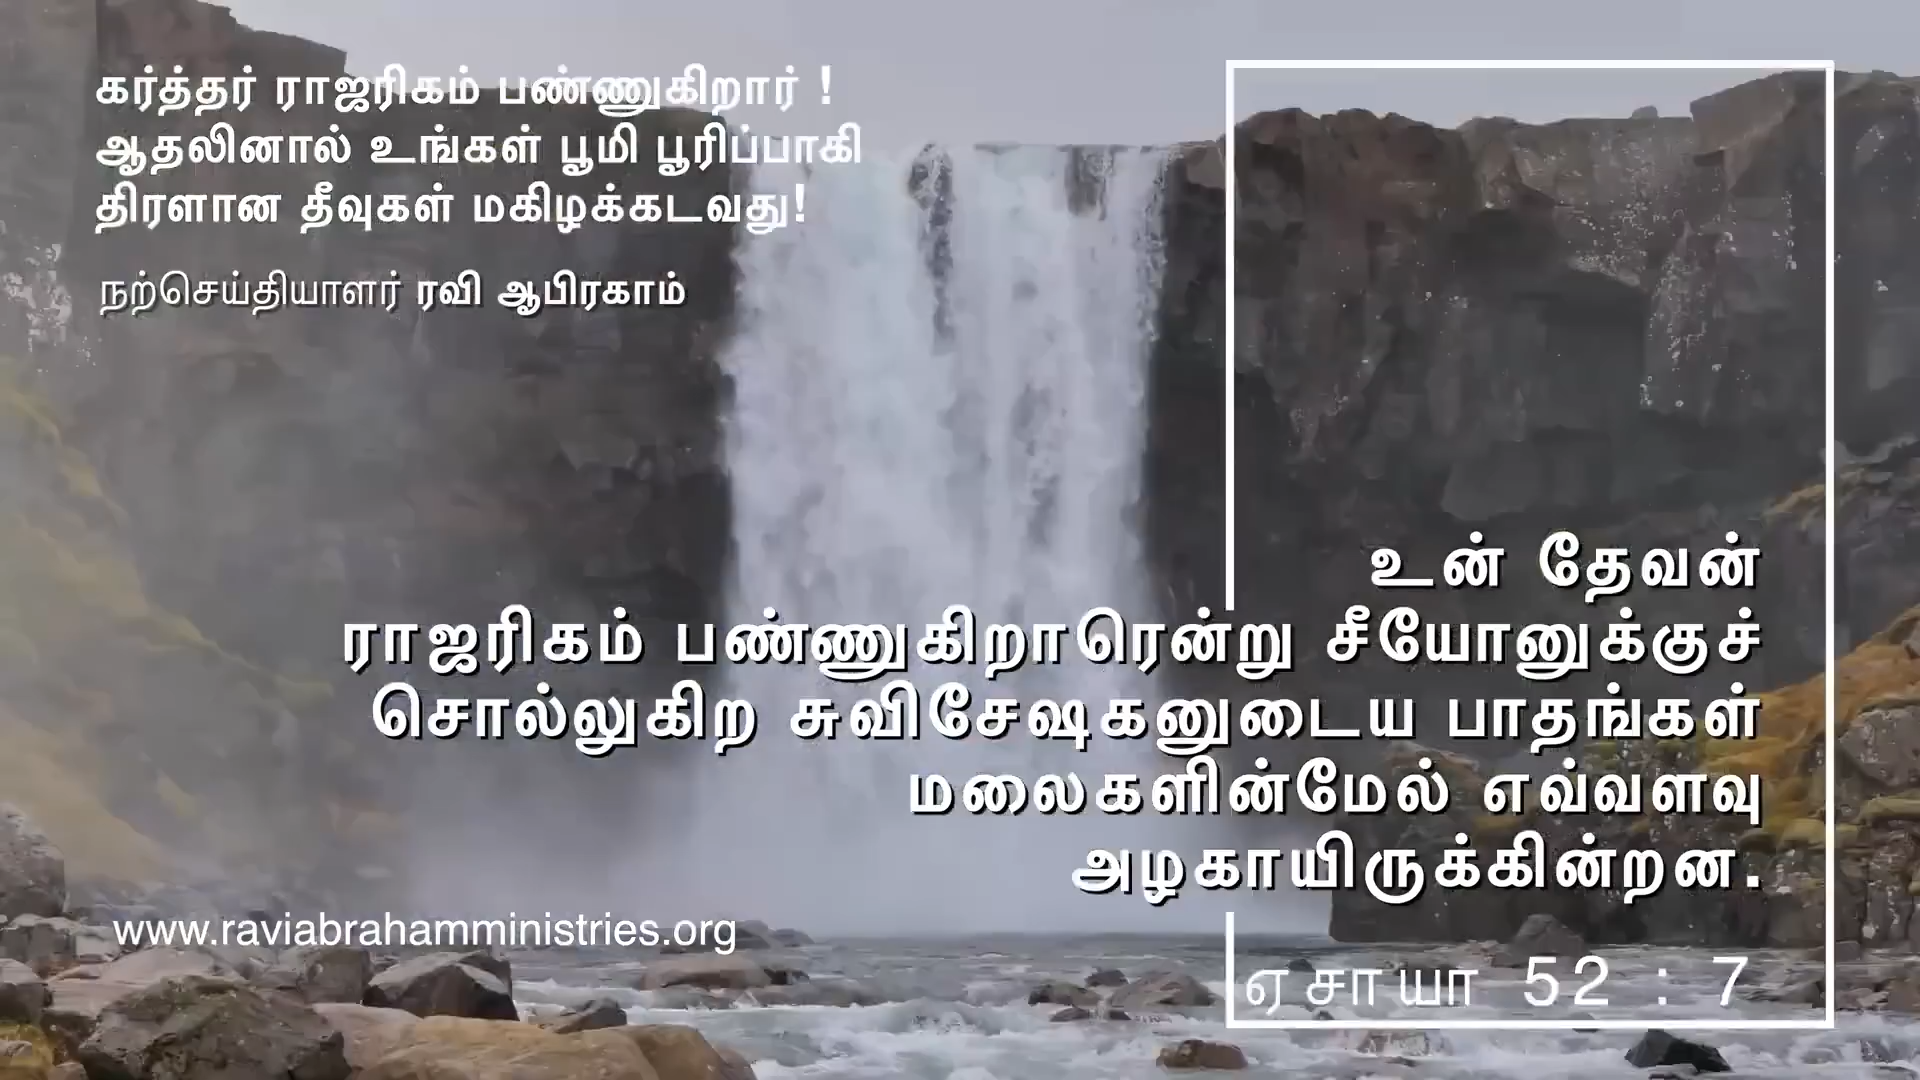 கர்த்தர் ராஜரிகம் பண்ணுகிறார் !
ஆதலினால் உங்கள் பூமி பூரிப்பாகி
திரளான தீவுகள் மகிழக்கடவது!
நற்செய்தியாளர் ரவி ஆபிரகாம்
உன் தேவன்
ராஜரிகம் பண்ணுகிறாரென்று சீயோனுக்குச்
சொல்லுகிற சுவிசேஷகனுடைய பாதங்கள்
மலைகளின்மேல் எவ்வளவு
அழகாயிருக்கின்றன.
www.raviabrahamministries.org
ஏசாயா 52 : 7